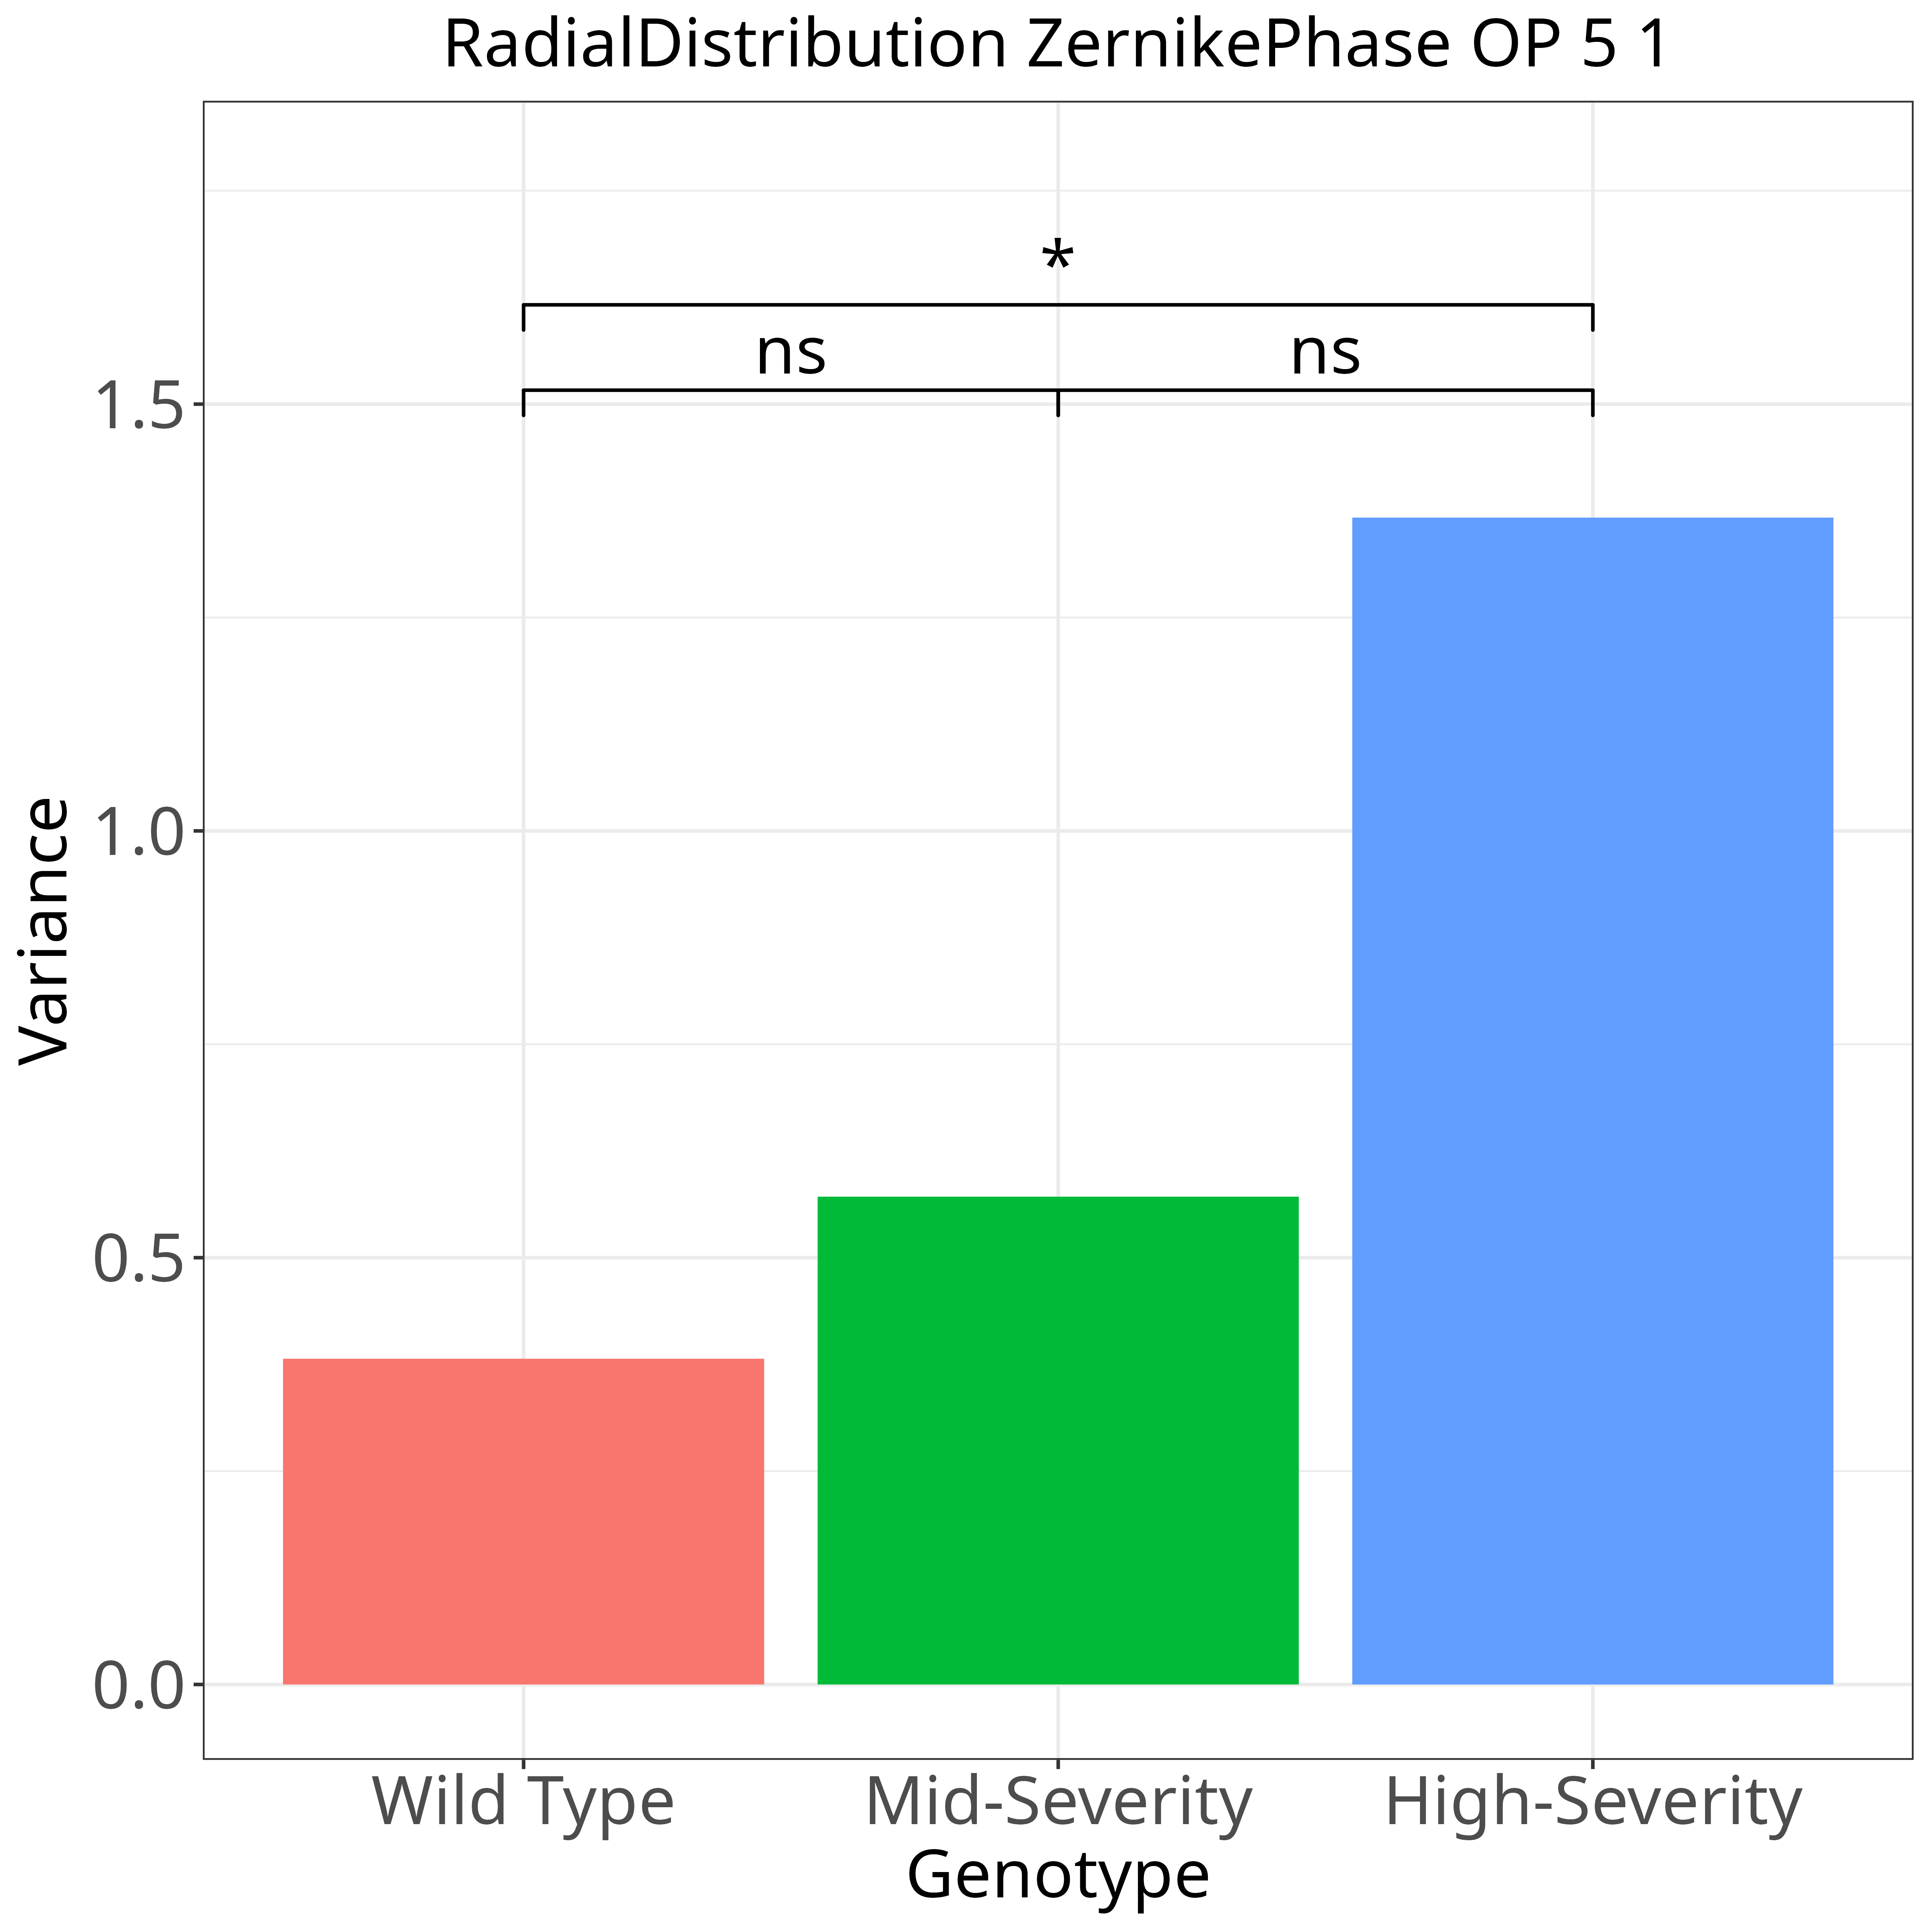 RadialDistribution ZernikePhase OP 5 1
*
ns ns
1.5
1.0
0.5
0.0
Variance
Wild Type Mid-Severity High-Severity
Genotype